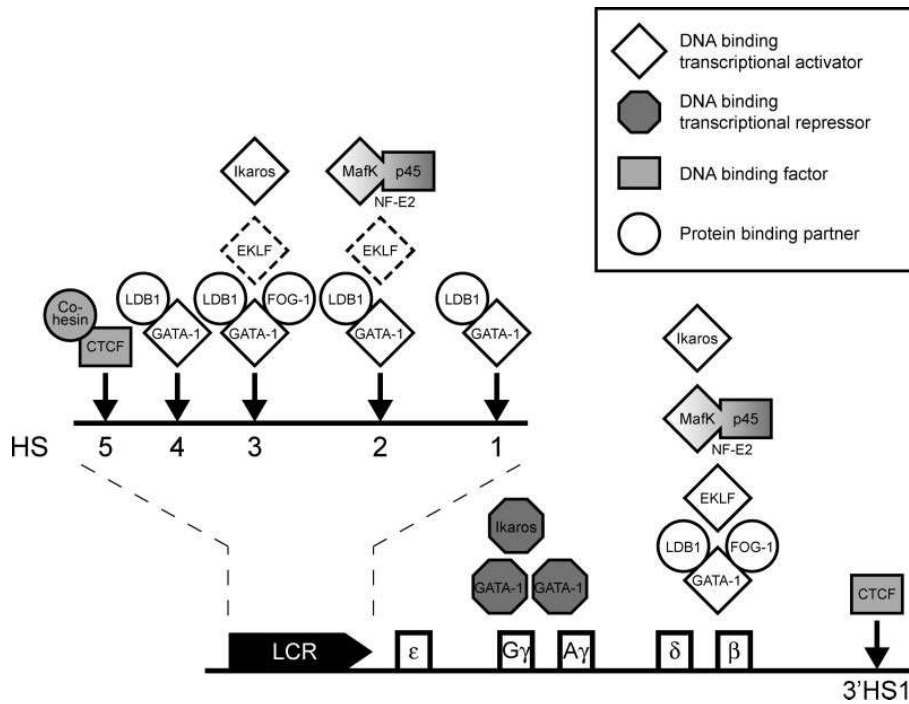 DNA binding
transcriptional activator
DNA binding
transcriptional repressor
DNA binding factor
Protein binding partner
Ikaros
MafK p45
NF-E2
EKLF
EKLF
Co-
hesin
CTCF
LDB1
GATA-1
LDB1
FOG-1
GATA-1
LDB1
GATA-1
LDB1
GATA-1
HS 5 4 3 2 1
Ikaros
MafK p45
NF-E2
EKLF
LDB1
FOG-1
GATA-1
Ikaros
GATA-1 GATA-1
CTCF
LCR ε Gγ Aγ δ β
3'HS1